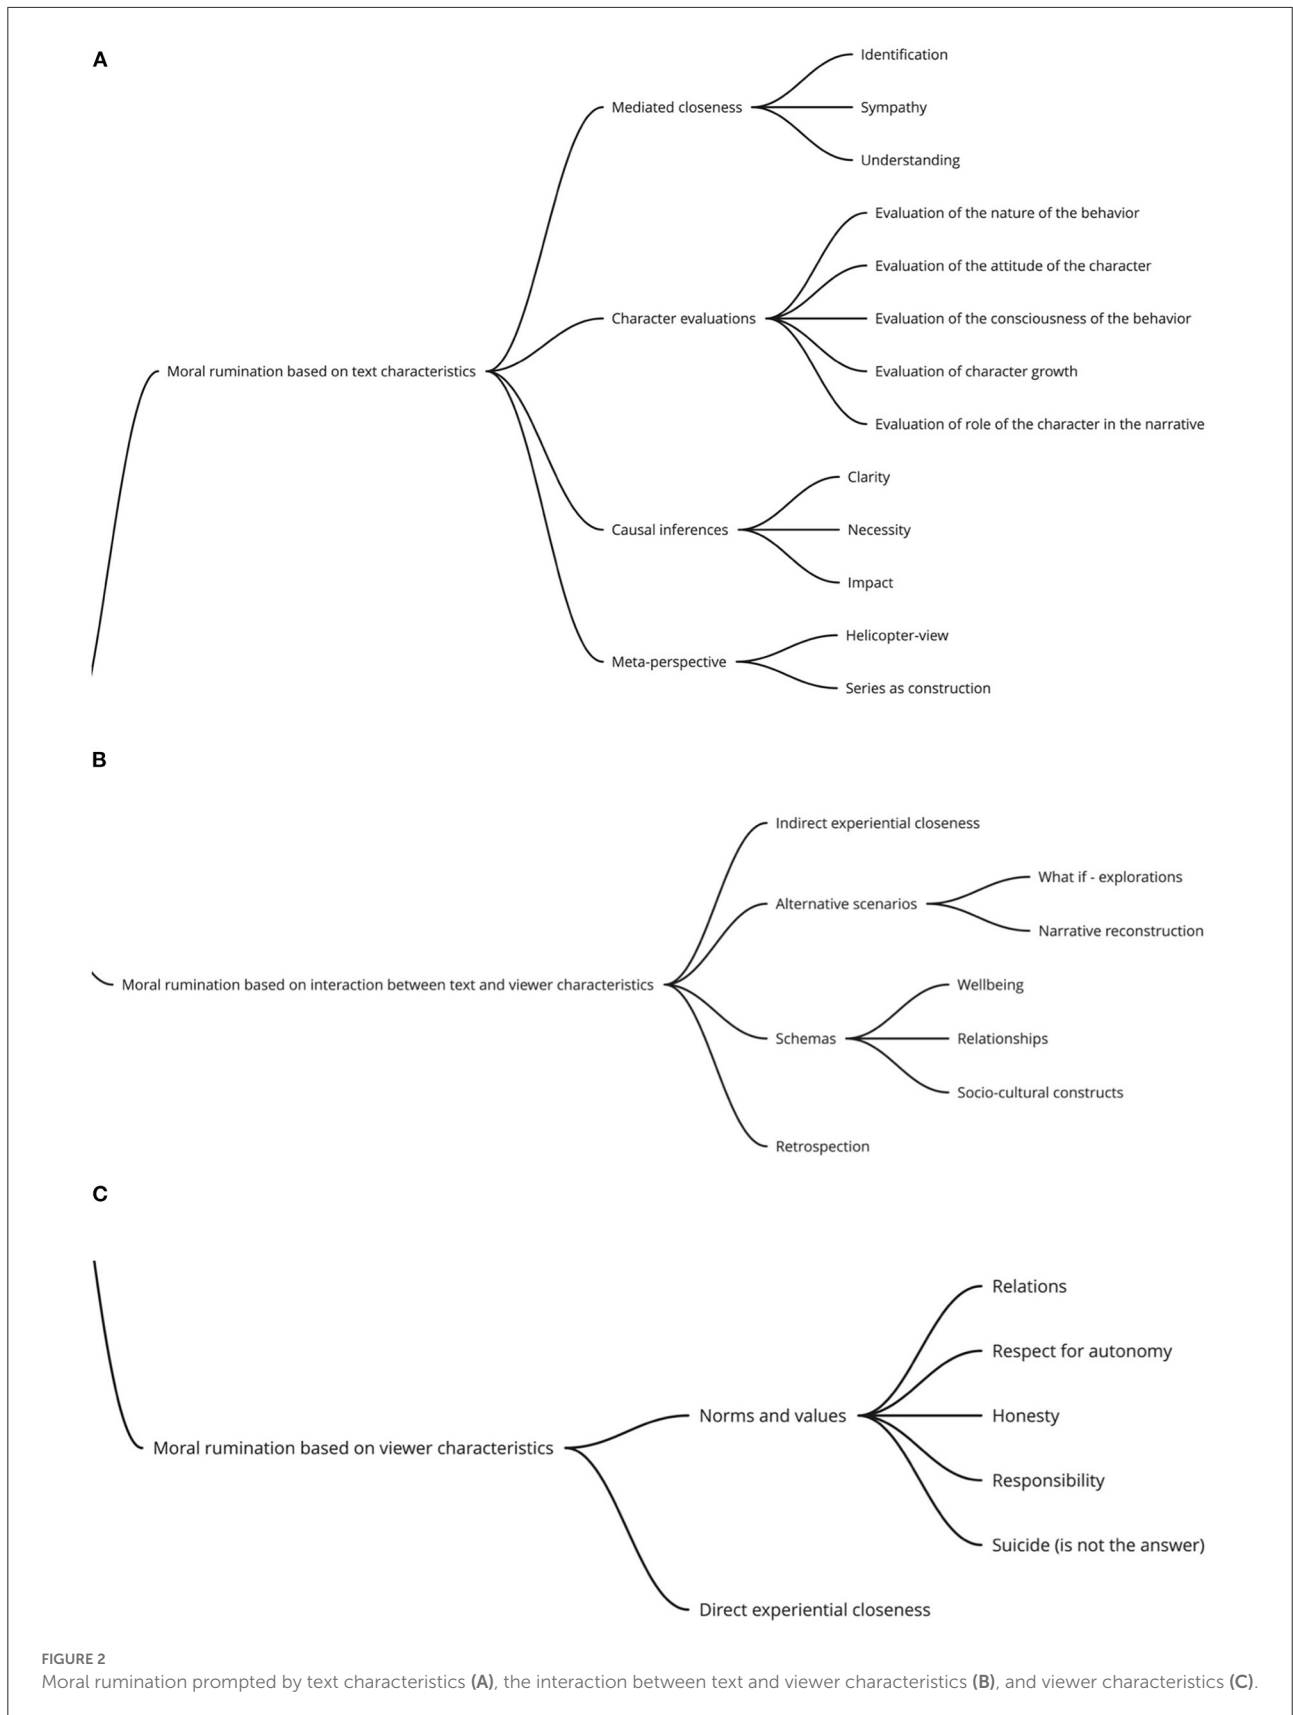 A
Identification
Mediated closeness
Sympathy
Understanding
Evaluation of the nature of the behavior
Evaluation of the attitude of the character
Character evaluations
Evaluation of the consciousness of the behavior
Moral rumination based on text characteristics
Evaluation of character growth
Evaluation of role of the character in the narrative
Clarity
Causal inferences
Necessity
Impact
Helicopter-view
Meta-perspective
Series as construction
B
Indirect experiential closeness
What if - explorations
Alternative scenarios
Narrative reconstruction
Moral rumination based on interaction between text and viewer characteristics
Wellbeing
Schemas
Relationships
Socio-cultural constructs
Retrospection
C
Relations
Respect for autonomy
Norms and values
Honesty
Moral rumination based on viewer characteristics
Responsibility
Suicide (is not the answer)
Direct experiential closeness
FIGURE 2
Moral rumination prompted by text characteristics (A), the interaction between text and viewer characteristics (B), and viewer characteristics (C).